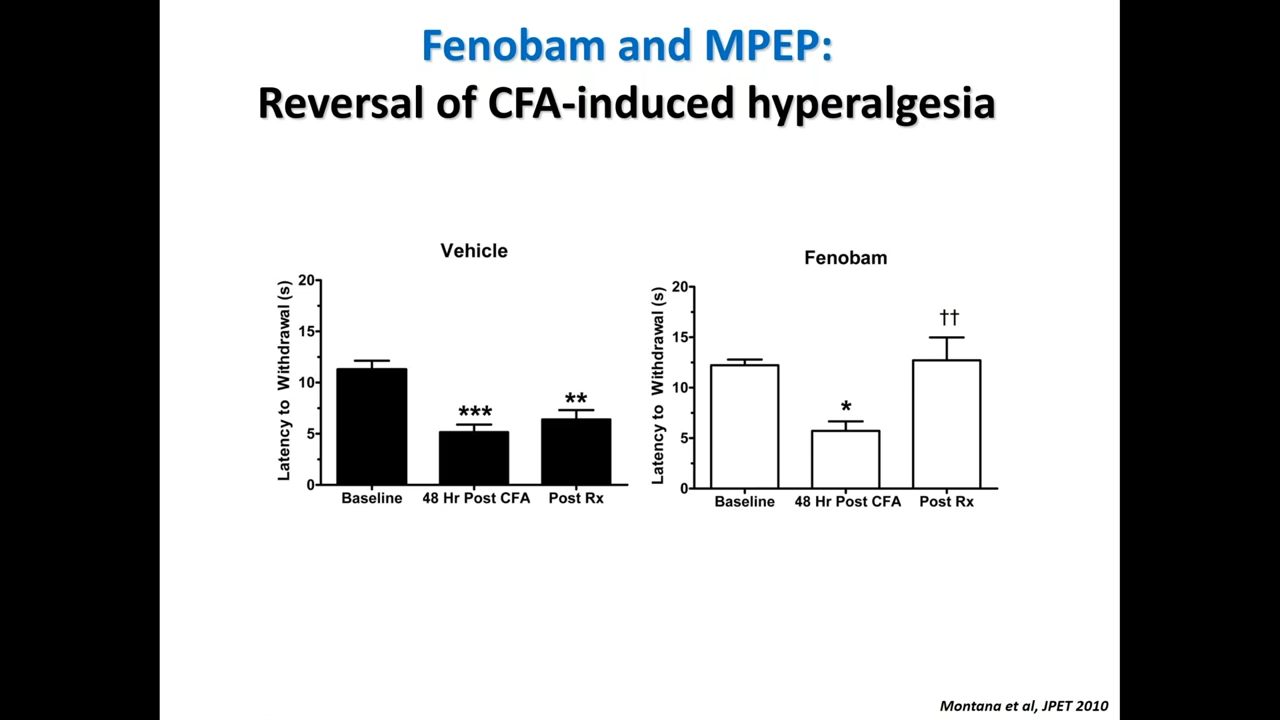 Fenobam and MPEP:
Reversal of CFA-induced hyperalgesia
Vehicle
Latency to Withdrawal (s)
20
15
10
5
0
***
**
Baseline
48 Hr Post CFA
Post Rx
Fenobam
Latency to Withdrawal (s)
20
15
10
5
0
*
††
Baseline
48 Hr Post CFA
Post Rx
Montana et al, JPET 2010